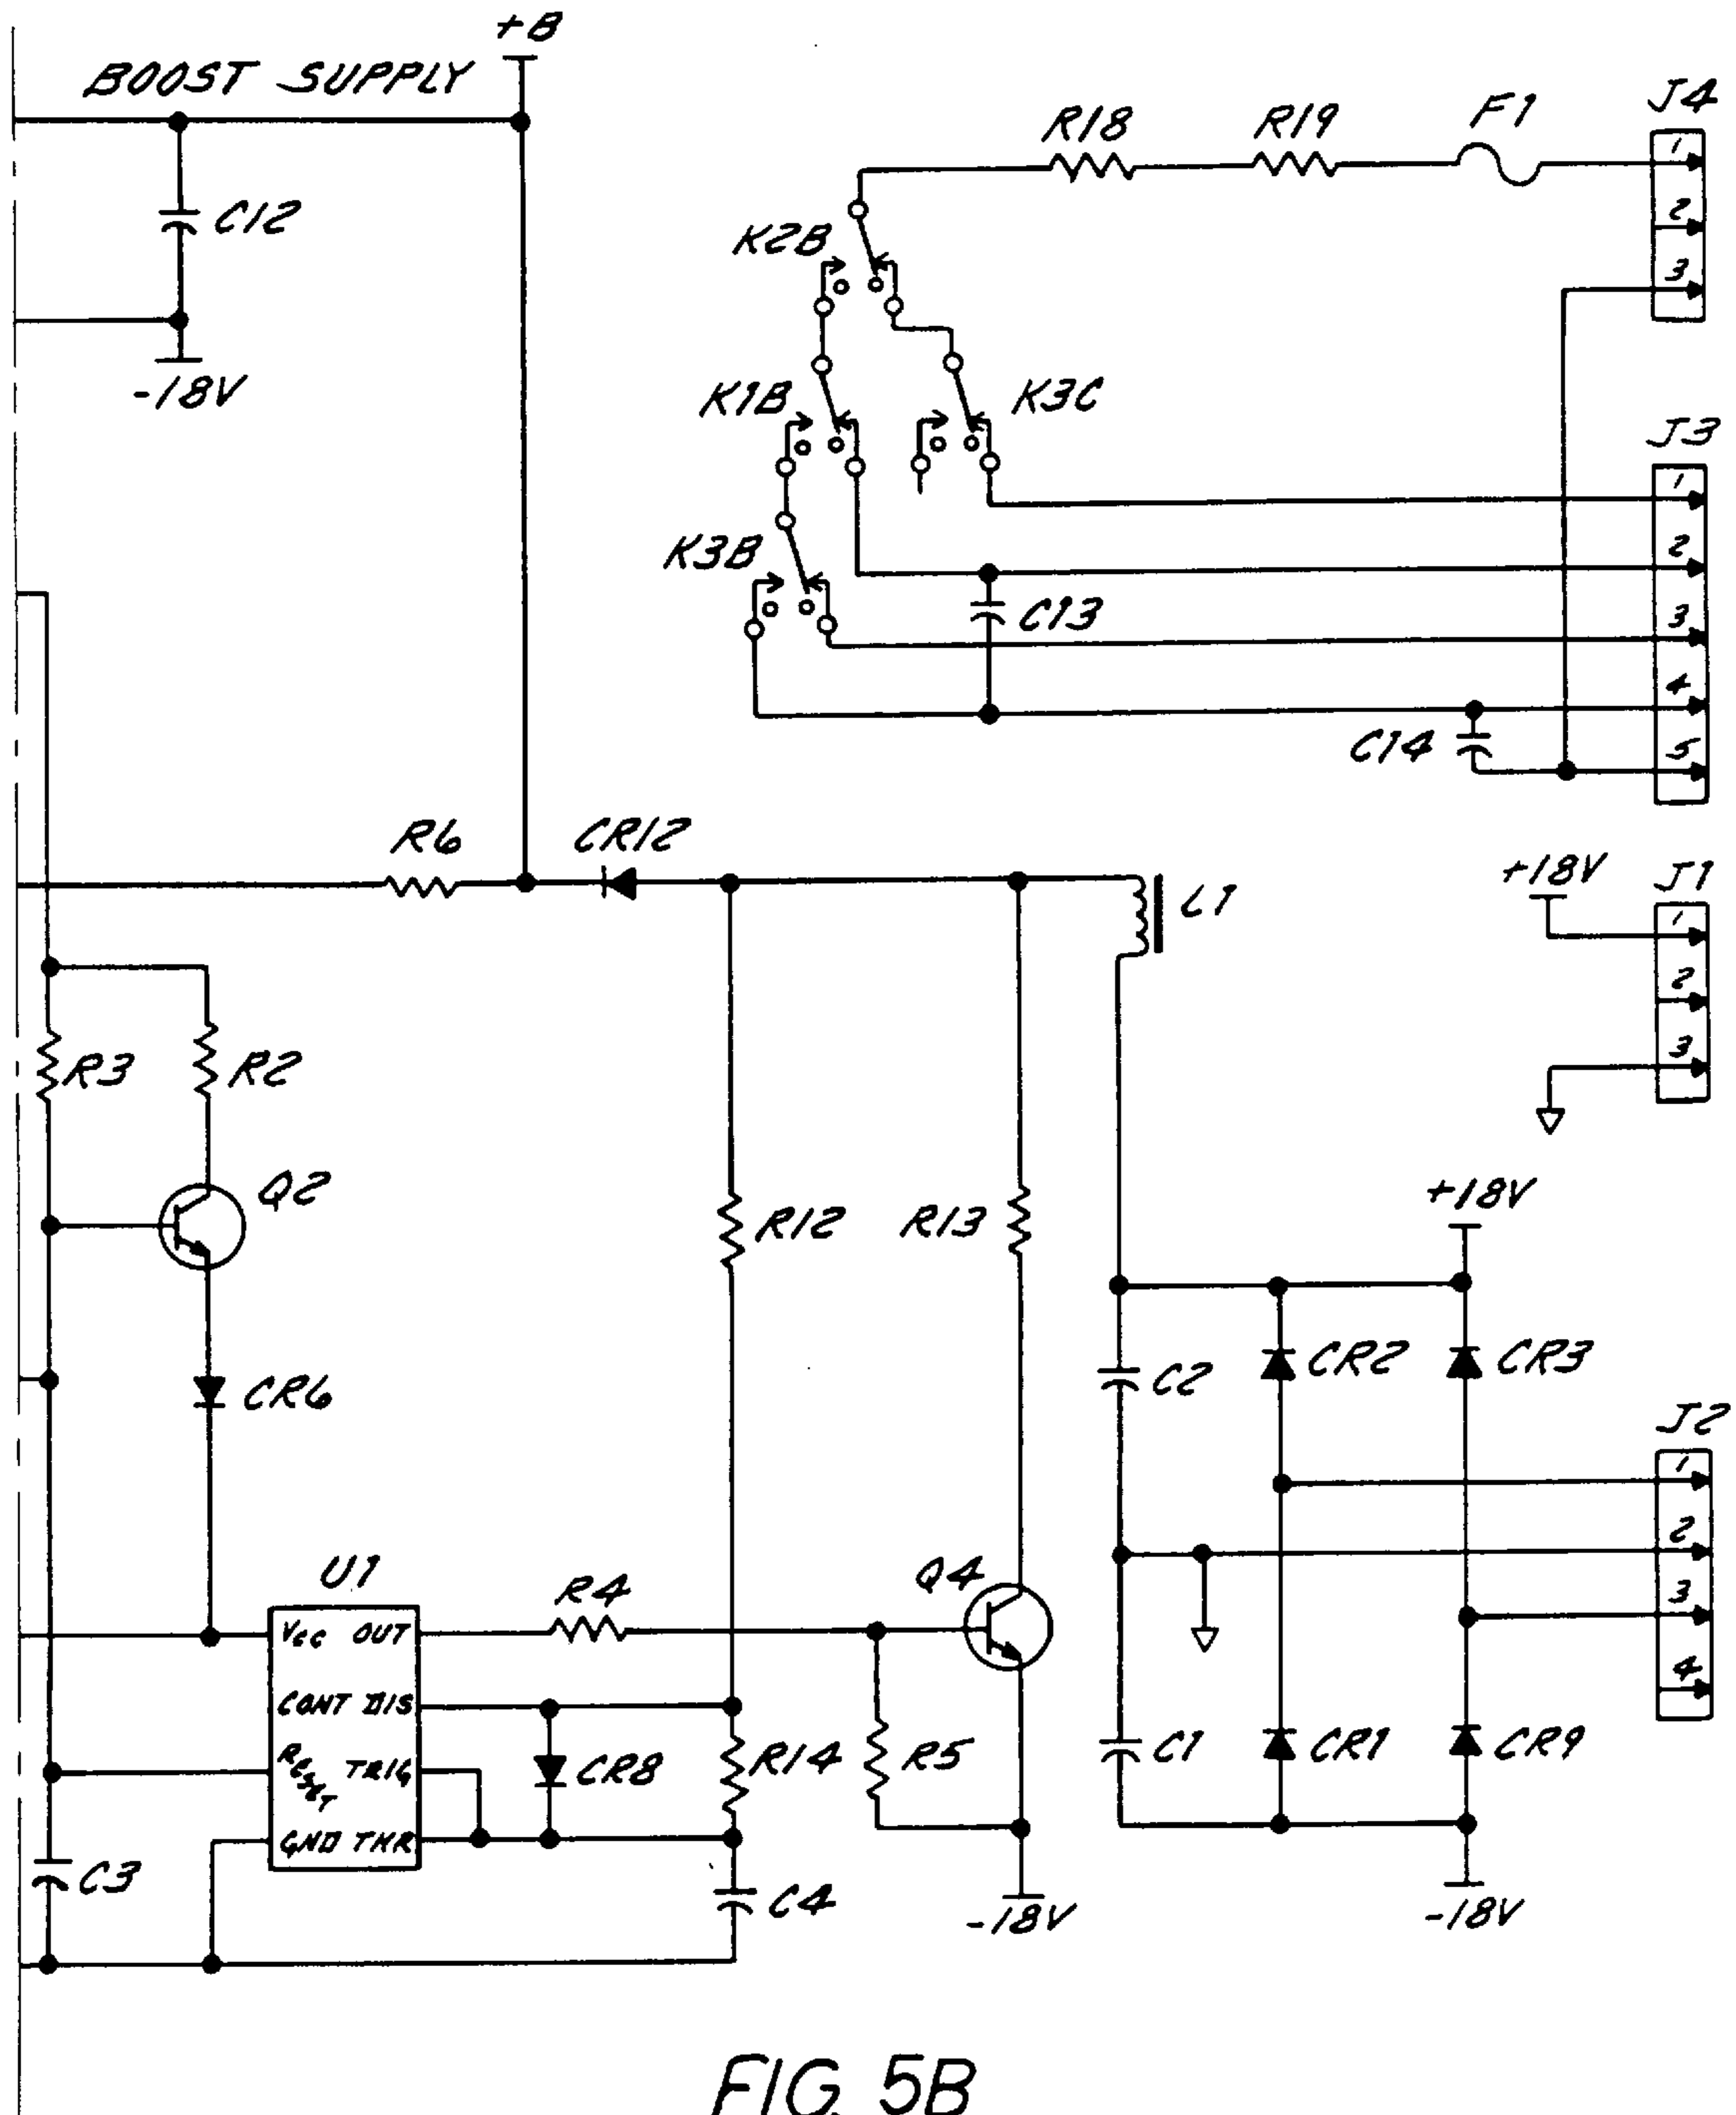 +B
BOOST SUPPLY
J4
R18
R19
F1
1
C12
K2B
2
3
-18V
K1B
K3C
J3
1
K3B
2
C13
3
4
C14
5
R6
CR12
+18V
J1
L1
1
2
R3
R2
3
Q2
+18V
R12
R13
C2
CR2
CR3
CR6
J2
1
2
U1
R4
Q4
3
VCC OUT
4
CONT DIS
CR8
R14
R5
C1
CR1
CR9
RESET TRIG
GND THR
C3
C4
-18V
-18V
FIG. 5B